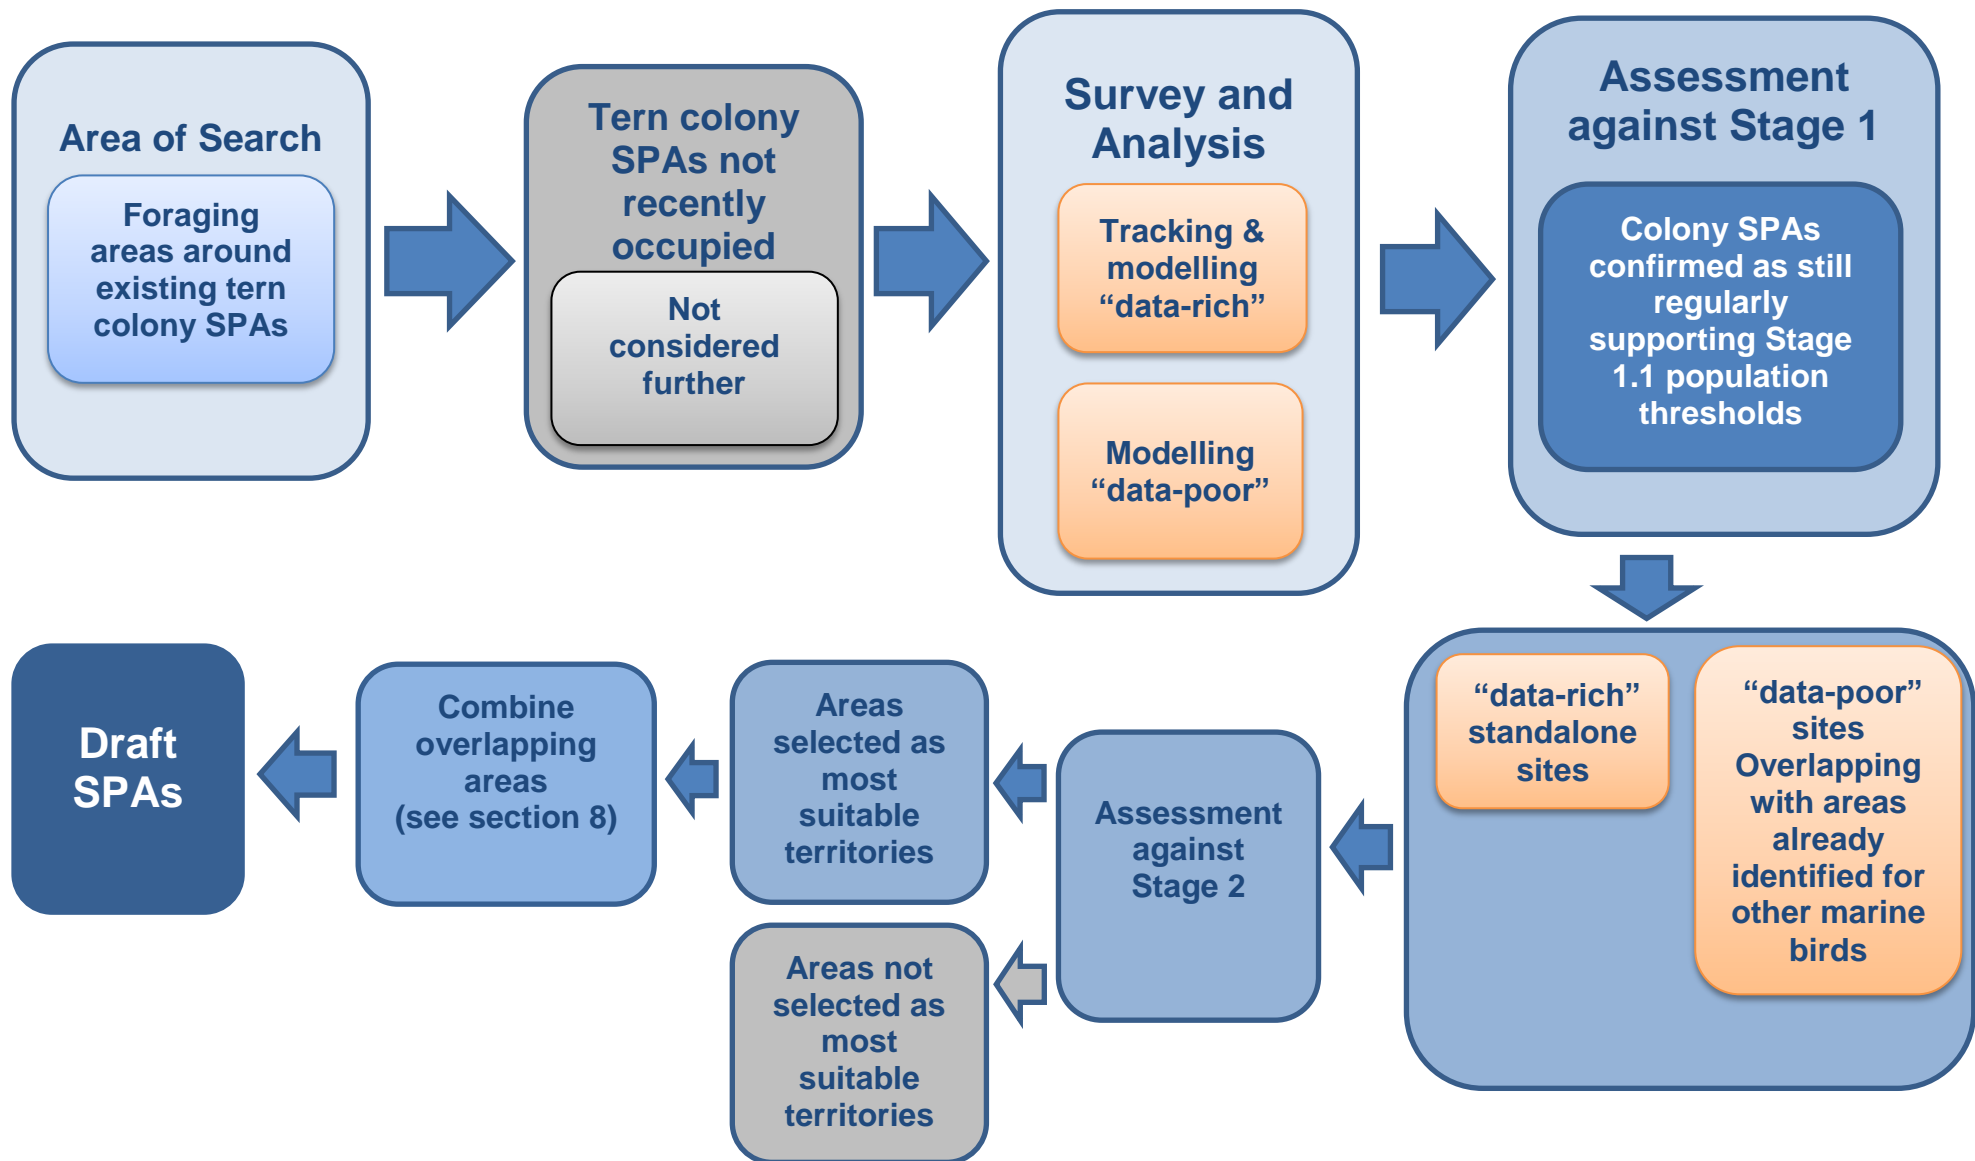 Area of Search
Foraging
areas around
existing tern
colony SPAs
Tern colony
SPAs not
recently
occupied
Not
considered
further
Survey and
Analysis
Tracking &
modelling
“data-rich”
Modelling
“data-poor”
Assessment
against Stage 1
Colony SPAs
confirmed as still
regularly
supporting Stage
1.1 population
thresholds
“data-rich”
standalone
sites
“data-poor”
sites
Overlapping
with areas
already
identified for
other marine
birds
Assessment
against
Stage 2
Areas
selected as
most
suitable
territories
Areas not
selected as
most
suitable
territories
Combine
overlapping
areas
(see section 8)
Draft
SPAs